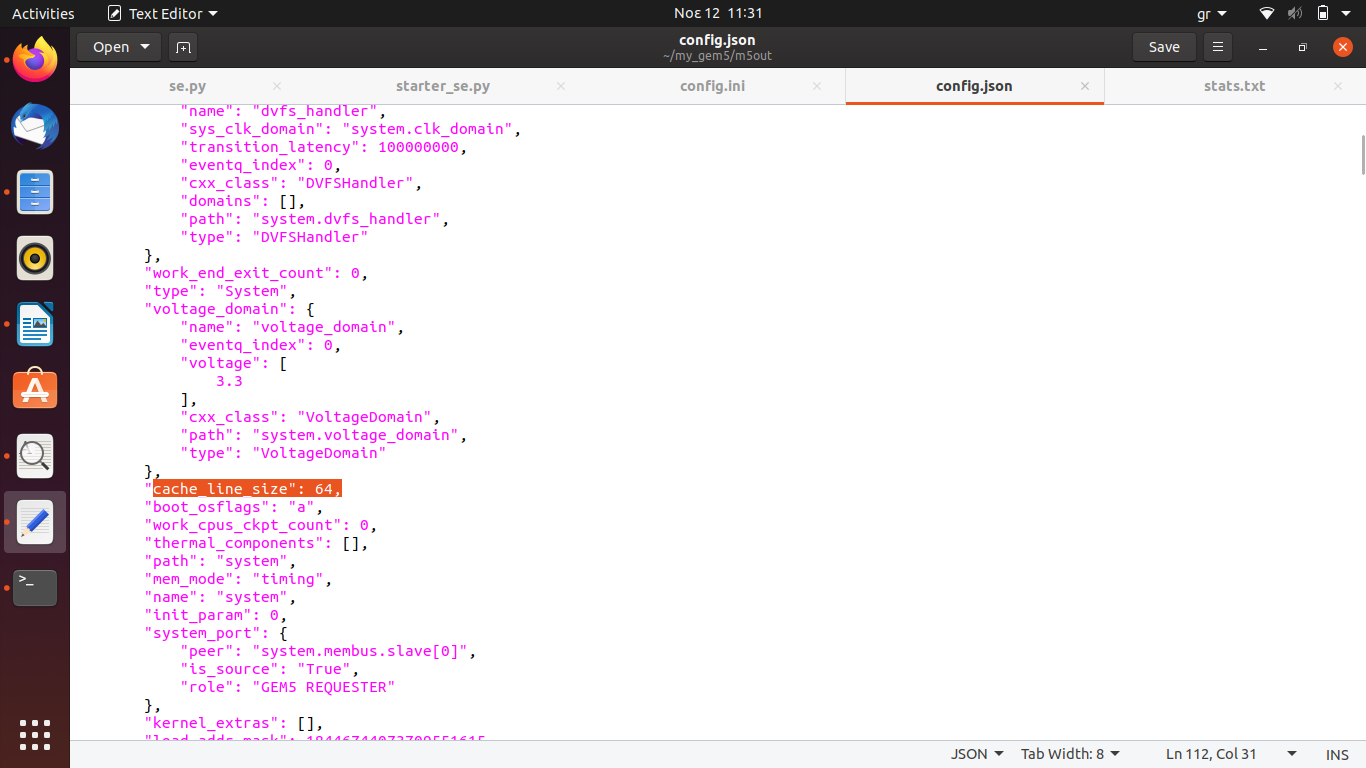 Activities Text Editor Νοε 12 11:31 gr
Open config.json Save
~/my_gem5/m5out
se.py starter_se.py config.ini config.json stats.txt
"name": "dvfs_handler",
"sys_clk_domain": "system.clk_domain",
"transition_latency": 100000000,
"eventq_index": 0,
"cxx_class": "DVFSHandler",
"domains": [],
"path": "system.dvfs_handler",
"type": "DVFSHandler"
},
"work_end_exit_count": 0,
"type": "System",
"voltage_domain": {
"name": "voltage_domain",
"eventq_index": 0,
"voltage": [
3.3
],
"cxx_class": "VoltageDomain",
"path": "system.voltage_domain",
"type": "VoltageDomain"
},
"cache_line_size": 64,
"boot_osflags": "a",
"work_cpus_ckpt_count": 0,
"thermal_components": [],
"path": "system",
"mem_mode": "timing",
"name": "system",
"init_param": 0,
"system_port": {
"peer": "system.membus.slave[0]",
"is_source": "True",
"role": "GEM5 REQUESTER"
},
"kernel_extras": [],
"load_addr_mask": 18446744073709551615,
JSON Tab Width: 8 Ln 112, Col 31 INS